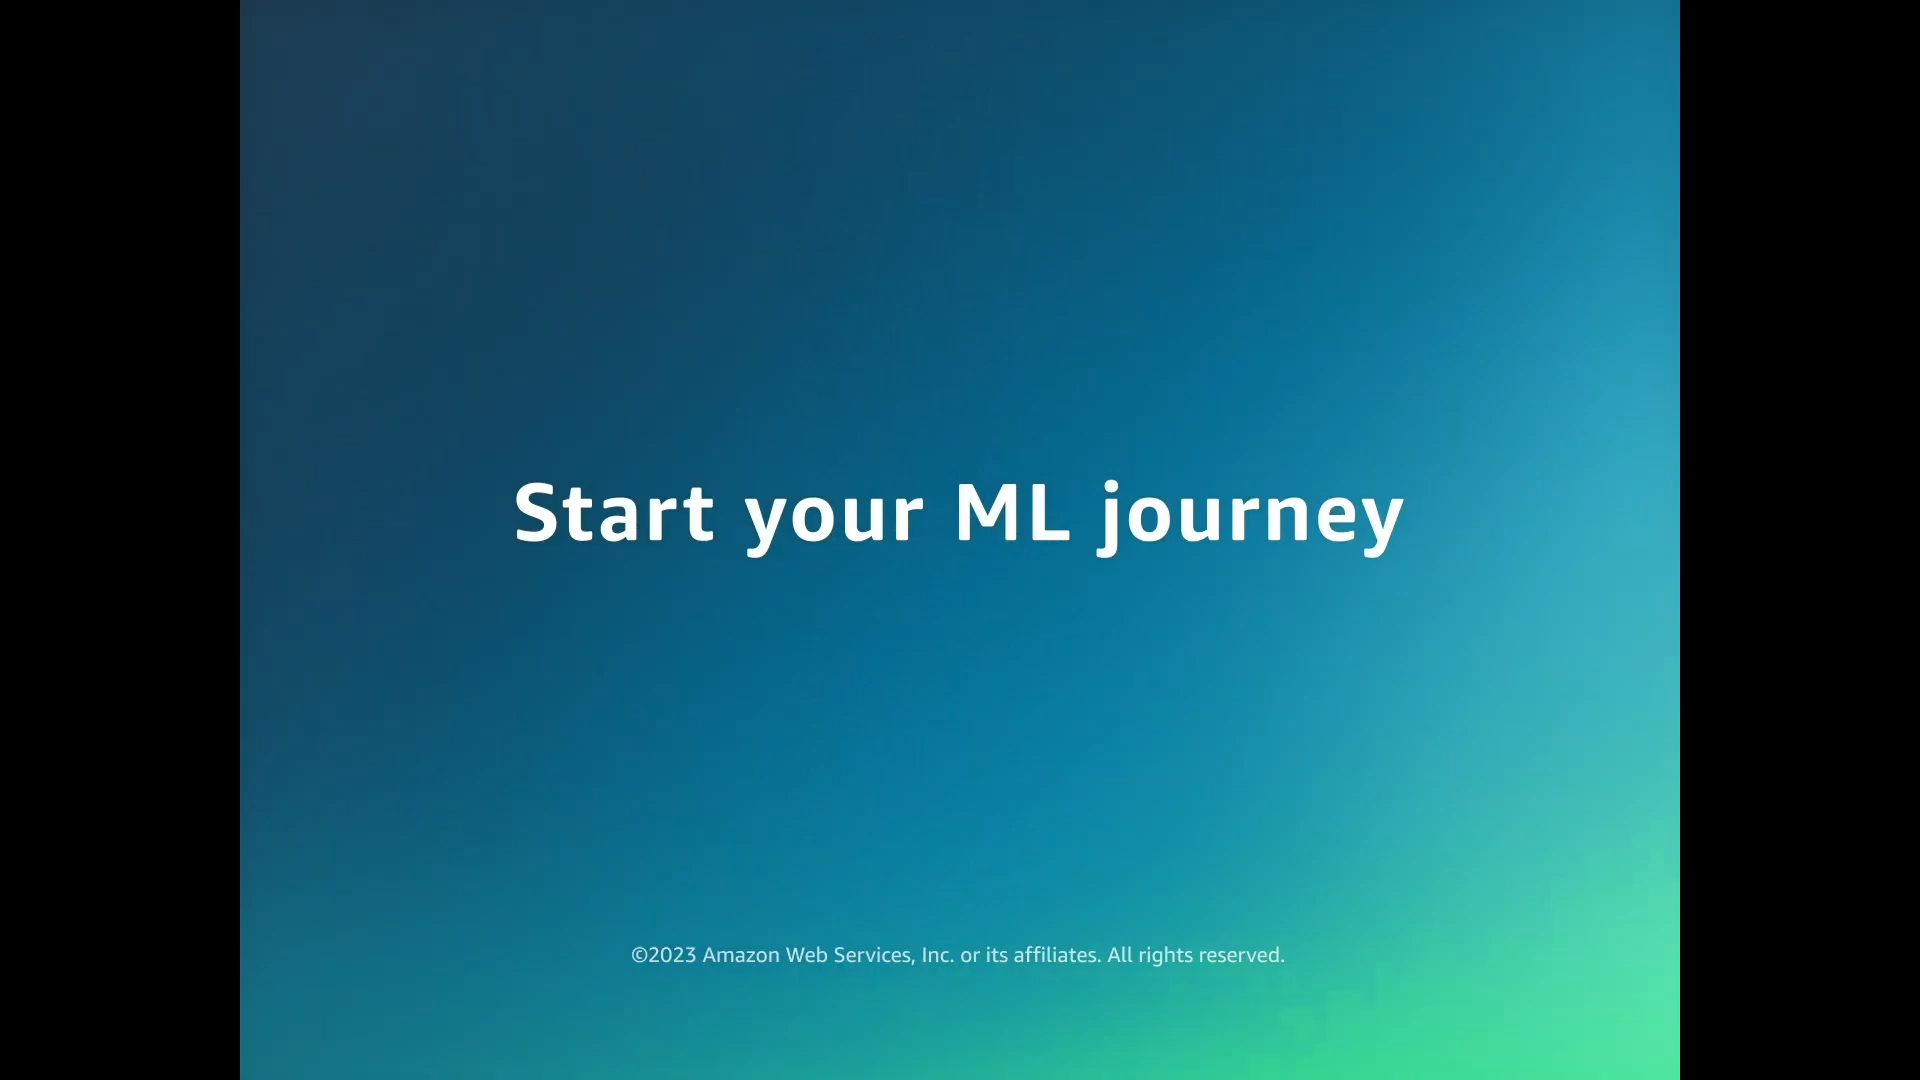 Start your ML journey
©2023 Amazon Web Services, Inc. or its affiliates. All rights reserved.